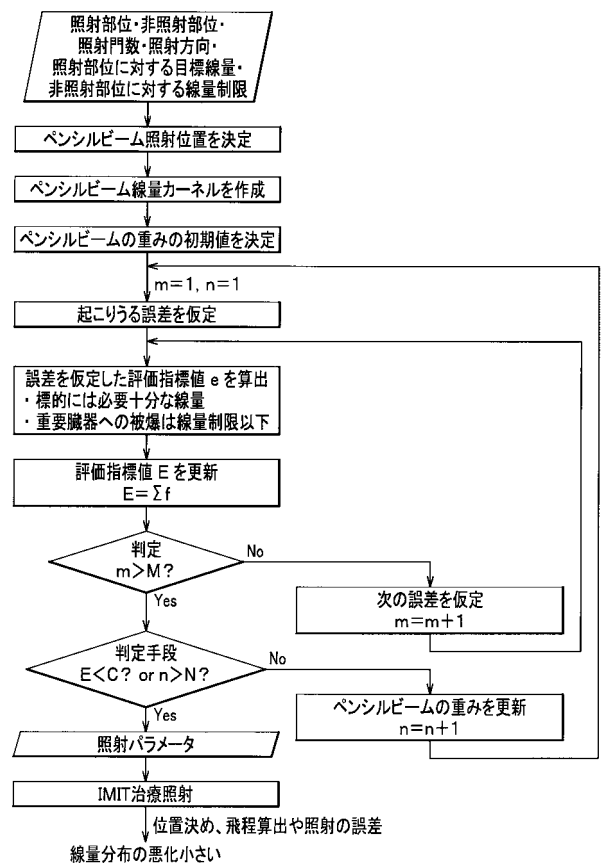 照射部位・非照射部位・
照射門数・照射方向・
照射部位に対する目標線量・
非照射部位に対する線量制限
ペンシルビーム照射位置を決定
ペンシルビーム線量カーネルを作成
ペンシルビームの重みの初期値を決定
m=1, n=1
起こりうる誤差を仮定
誤差を仮定した評価指標値 e を算出
・標的には必要十分な線量
・重要臓器への被爆は線量制限以下
評価指標値 E を更新
E=Σf
判定
m>M?
No
Yes
次の誤差を仮定
m=m+1
判定手段
E<C? or n>N?
No
Yes
ペンシルビームの重みを更新
n=n+1
照射パラメータ
IMIT治療照射
位置決め、飛程算出や照射の誤差
線量分布の悪化小さい